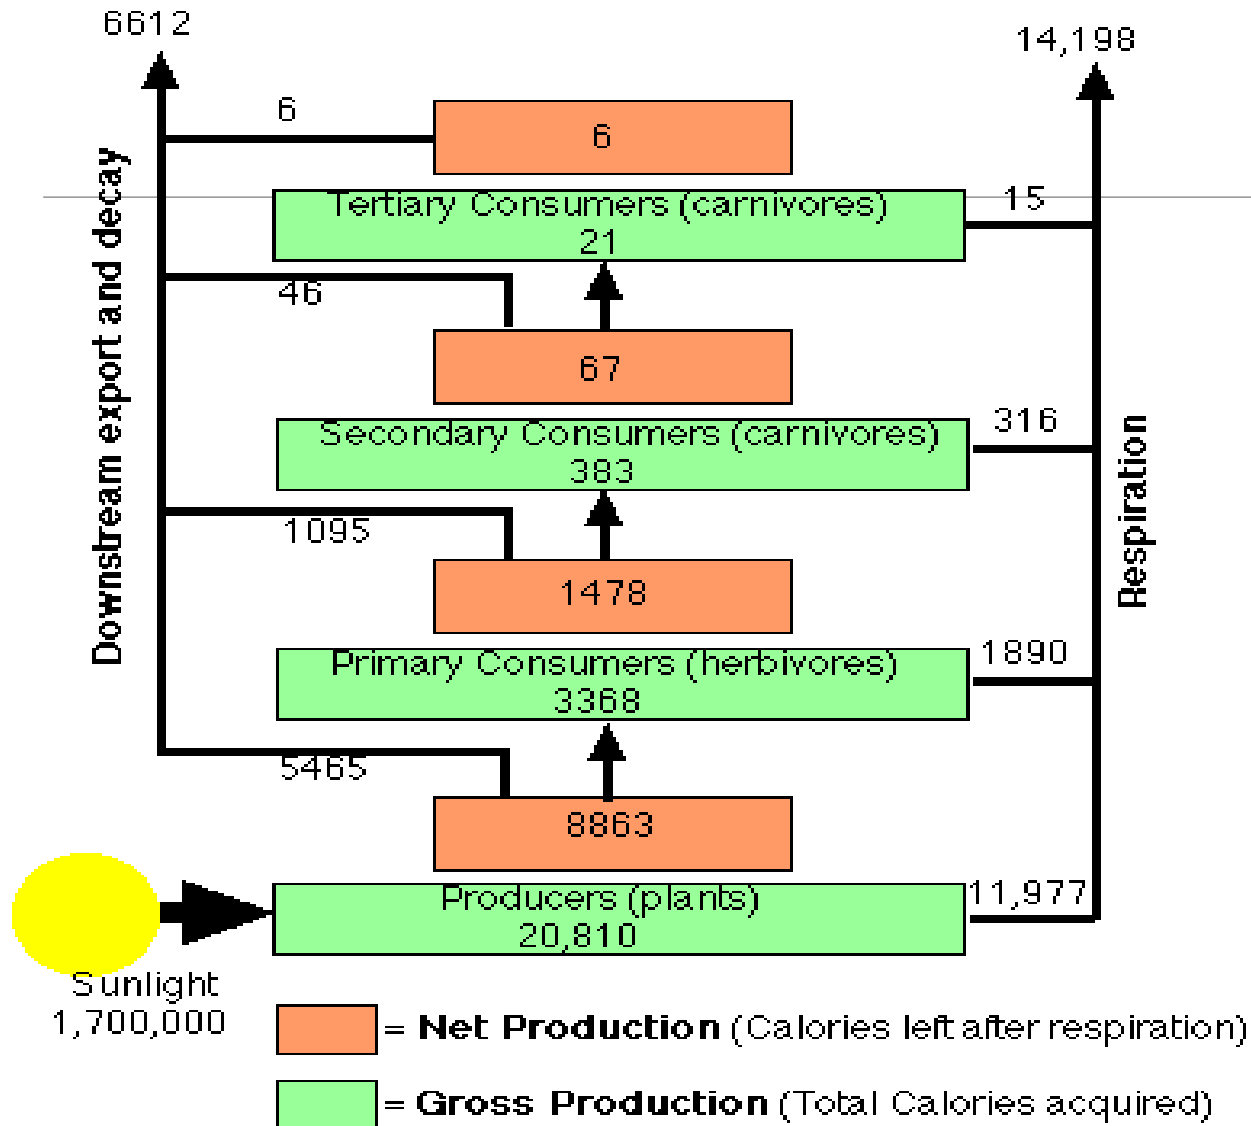 6612
14,198
6
6
Tertiary Consumers (carnivores)
21
15
46
67
Secondary Consumers (carnivores)
383
316
1095
1478
Primary Consumers (herbivores)
3368
1890
5465
8863
Producers (plants)
20,810
11,977
Downstream export and decay
Respiration
Sunlight
1,700,000
= Net Production (Calories left after respiration)
= Gross Production (Total Calories acquired)